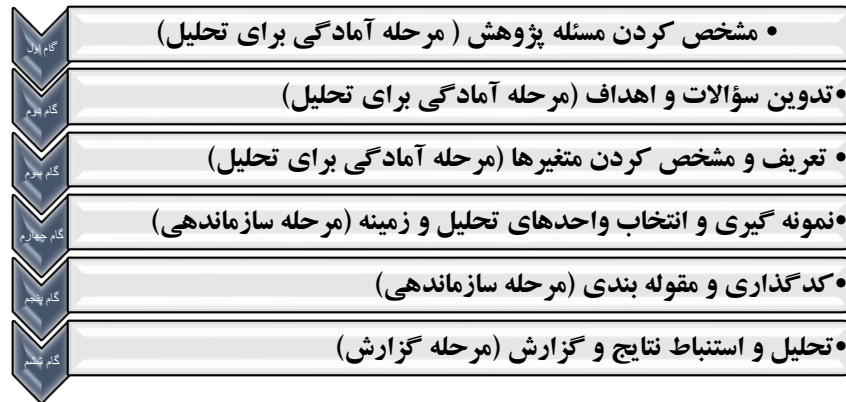 گام اول
• مشخص کردن مسئله پژوهش ( مرحله آمادگی برای تحلیل)
گام دوم
•تدوین سؤالات و اهداف (مرحله آمادگی برای تحلیل)
گام سوم
• تعریف و مشخص کردن متغیرها (مرحله آمادگی برای تحلیل)
گام چهارم
•نمونه گیری و انتخاب واحدهای تحلیل و زمینه (مرحله سازماندهی)
گام پنجم
•کدگذاری و مقوله بندی (مرحله سازماندهی)
گام ششم
•تحلیل و استنباط نتایج و گزارش (مرحله گزارش)